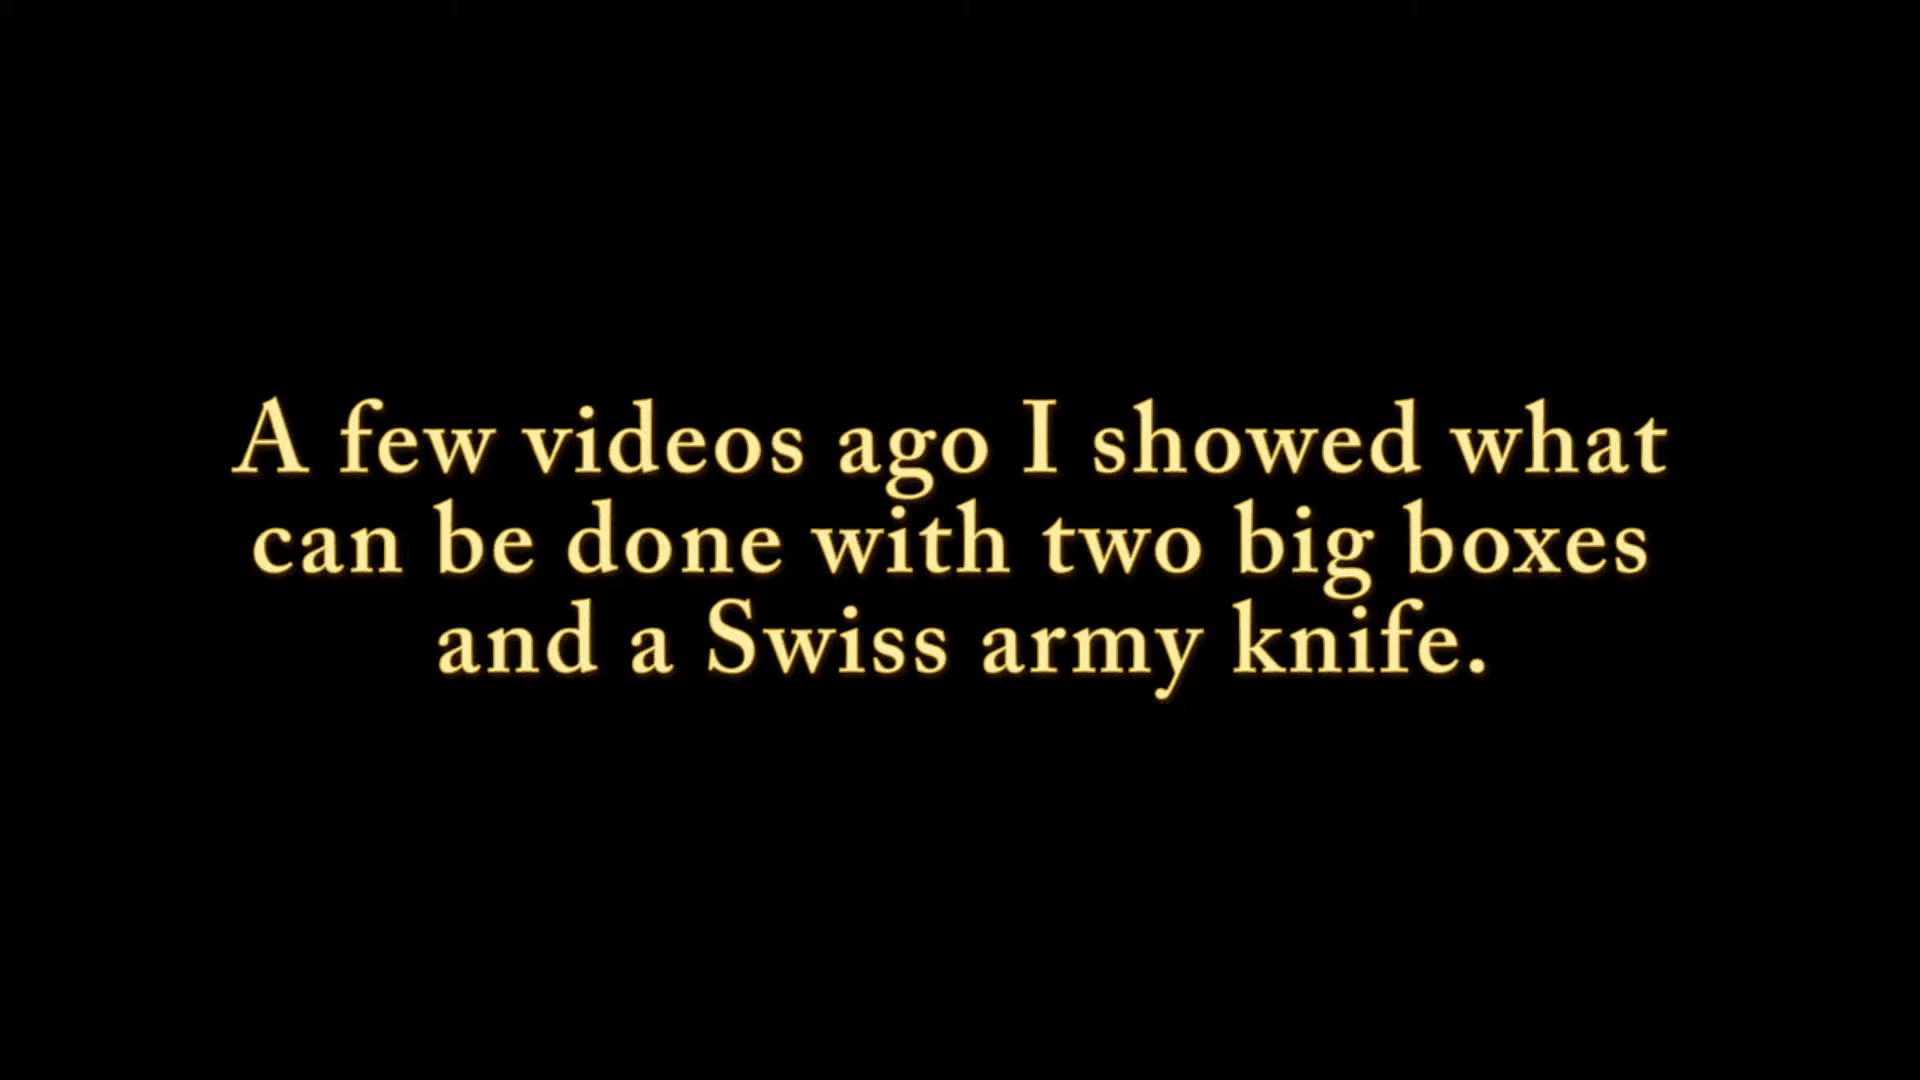 A few videos ago I showed what
can be done with two big boxes
and a Swiss army knife.